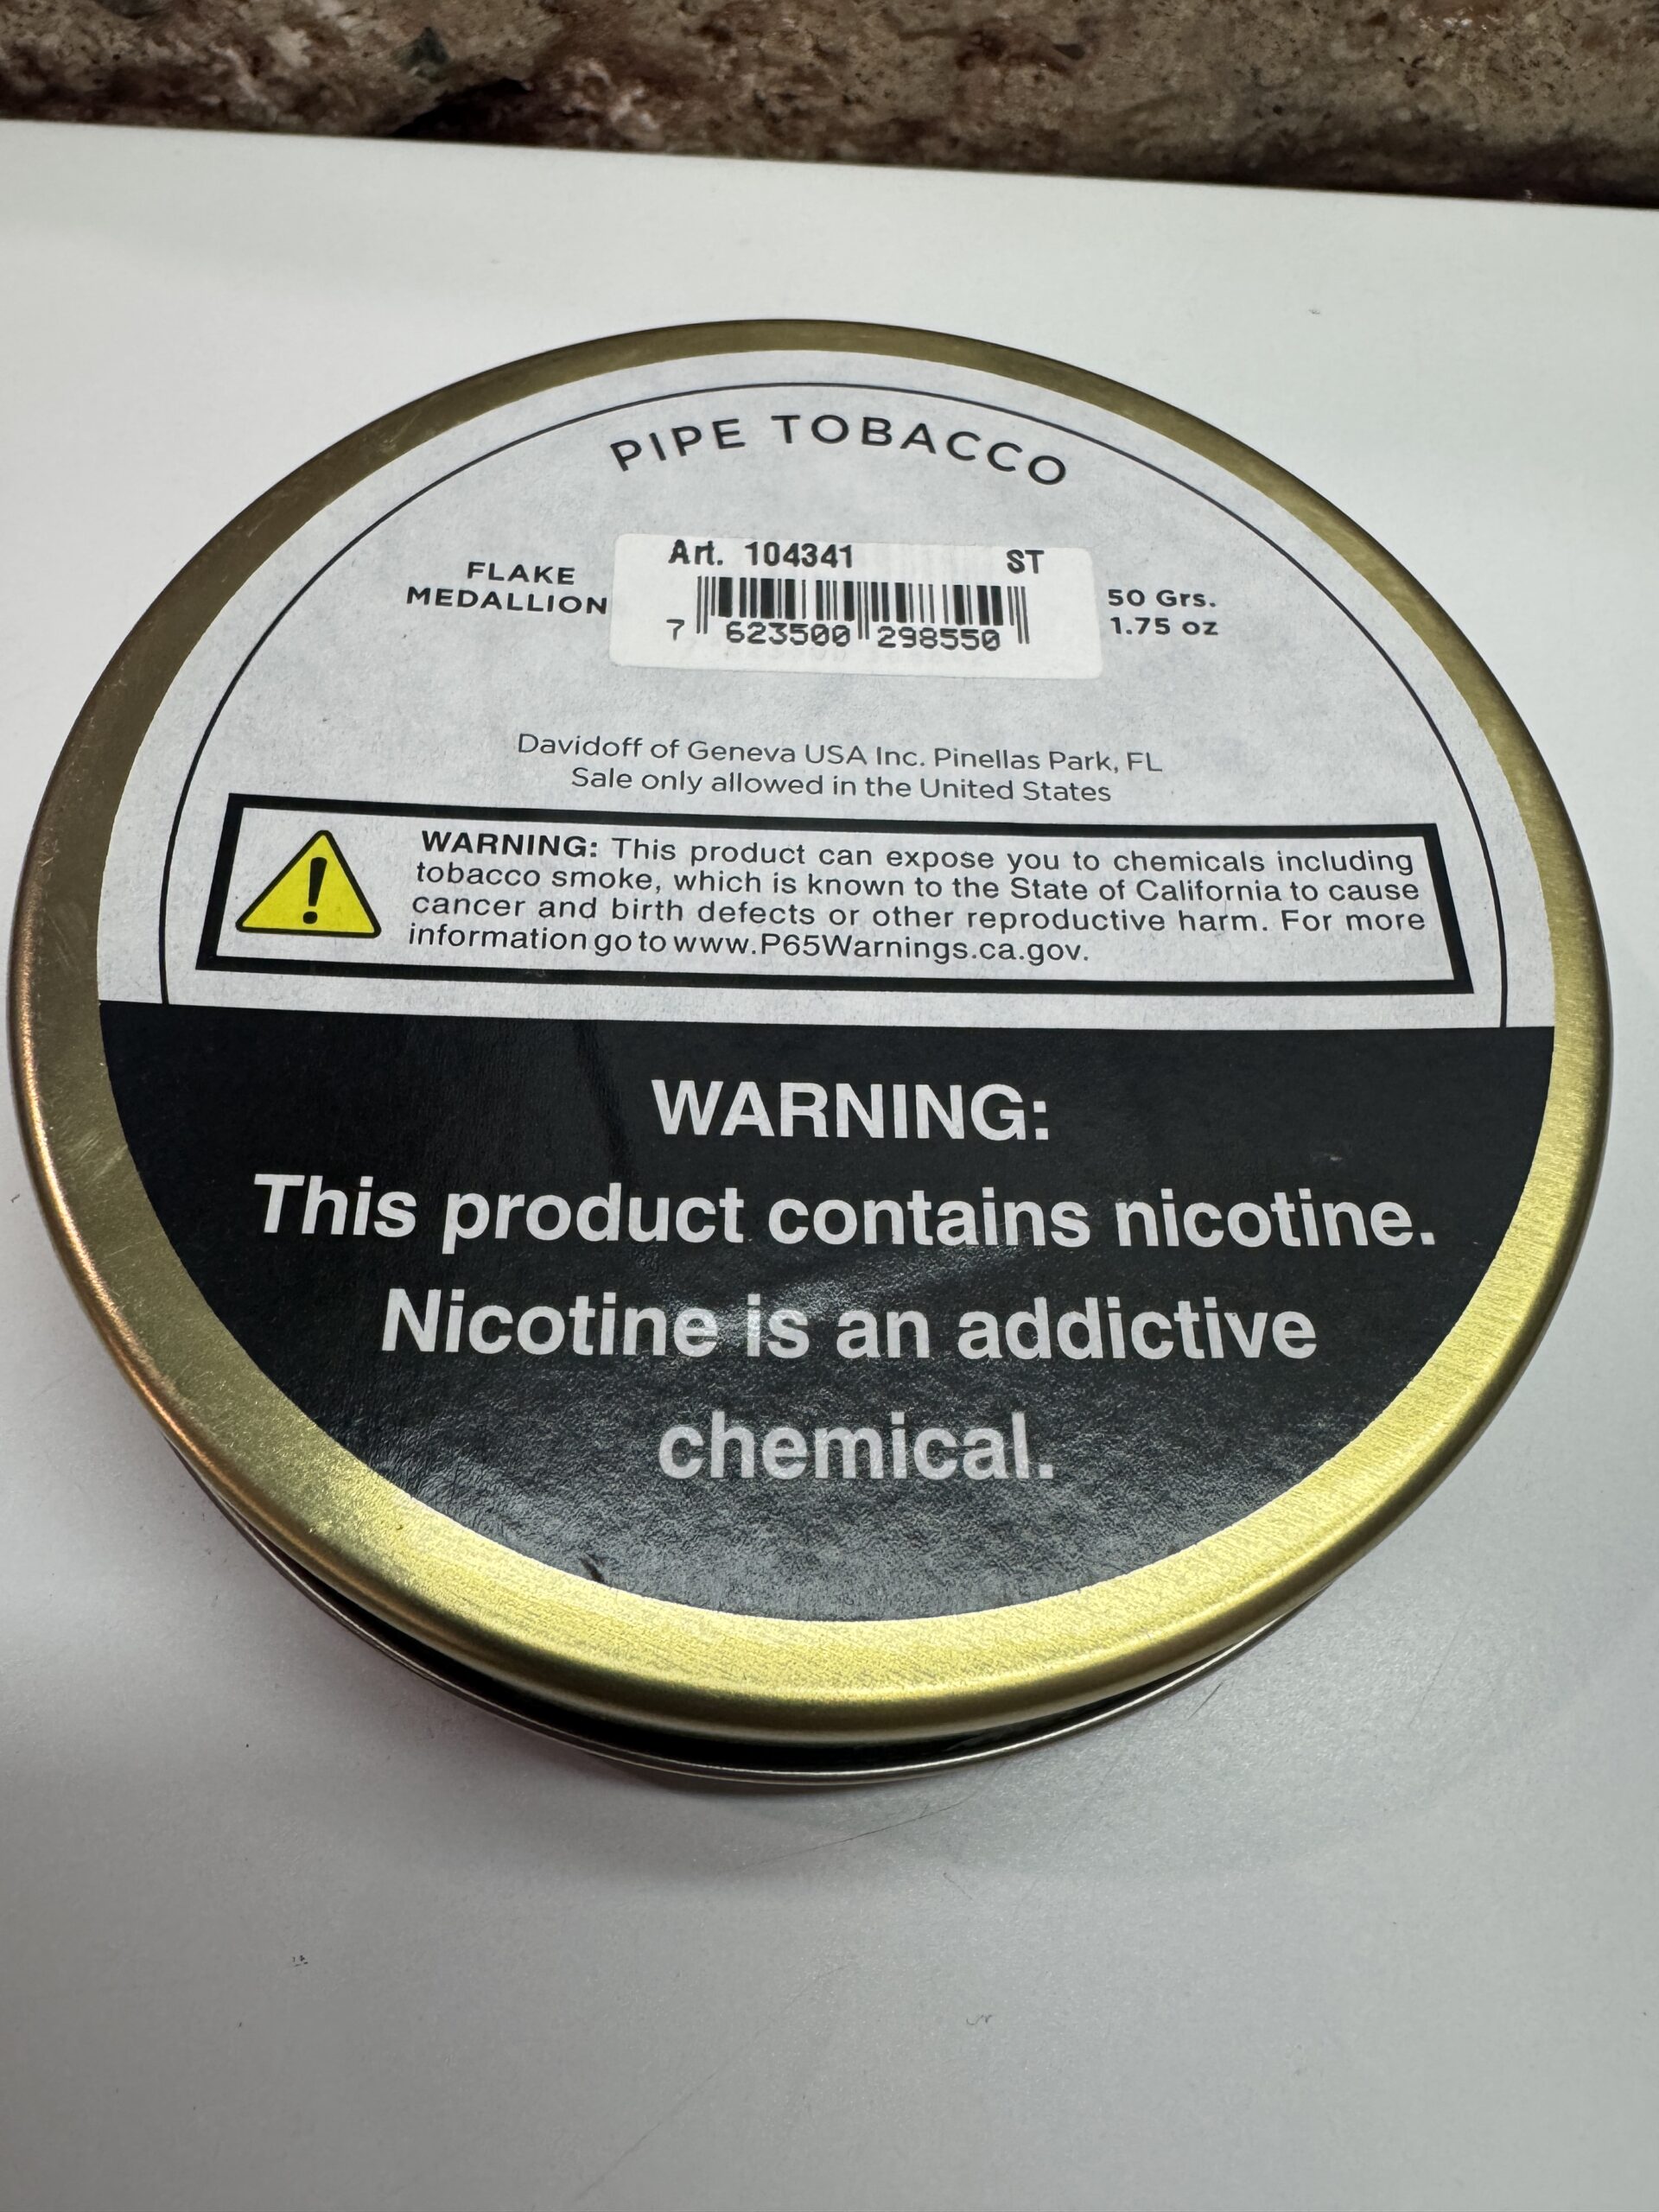 PIPE TOBACCO
FLAKE
MEDALLION
Art. 104341 ST
7 623500 298550
50 Grs.
1.75 oz
Davidoff of Geneva USA Inc. Pinellas Park, FL
Sale only allowed in the United States
WARNING: This product can expose you to chemicals including
tobacco smoke, which is known to the State of California to cause
cancer and birth defects or other reproductive harm. For more
information go to www.P65Warnings.ca.gov.
WARNING:
This product contains nicotine.
Nicotine is an addictive
chemical.